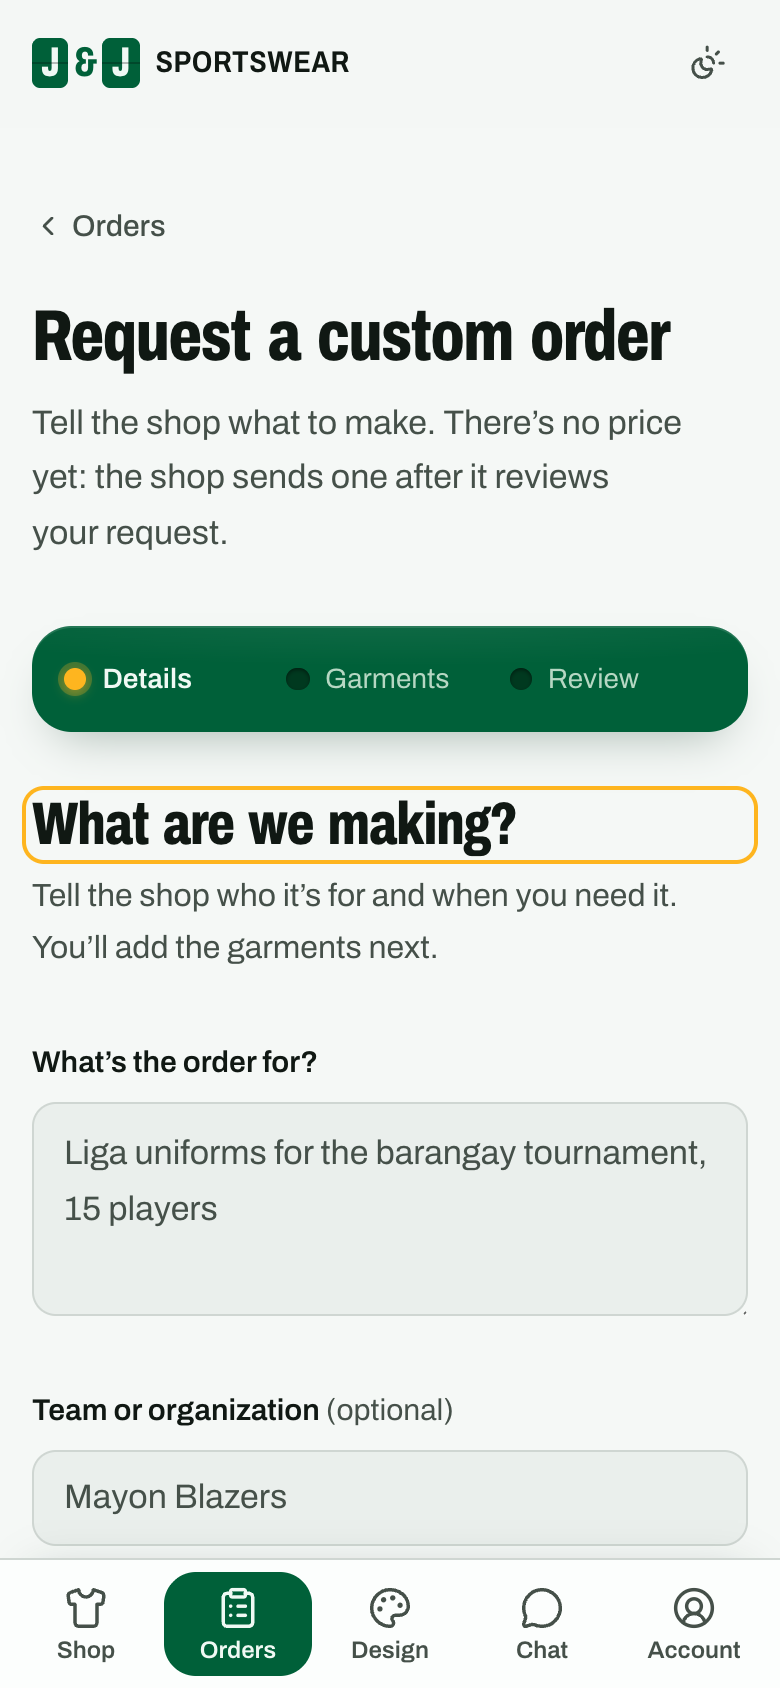 J & J SPORTSWEAR
Orders
Request a custom order
Tell the shop what to make. There’s no price
yet: the shop sends one after it reviews
your request.
Details Garments Review
What are we making?
Tell the shop who it’s for and when you need it.
You’ll add the garments next.
What’s the order for?
Liga uniforms for the barangay tournament,
15 players
Team or organization (optional)
Mayon Blazers
Shop Orders Design Chat Account